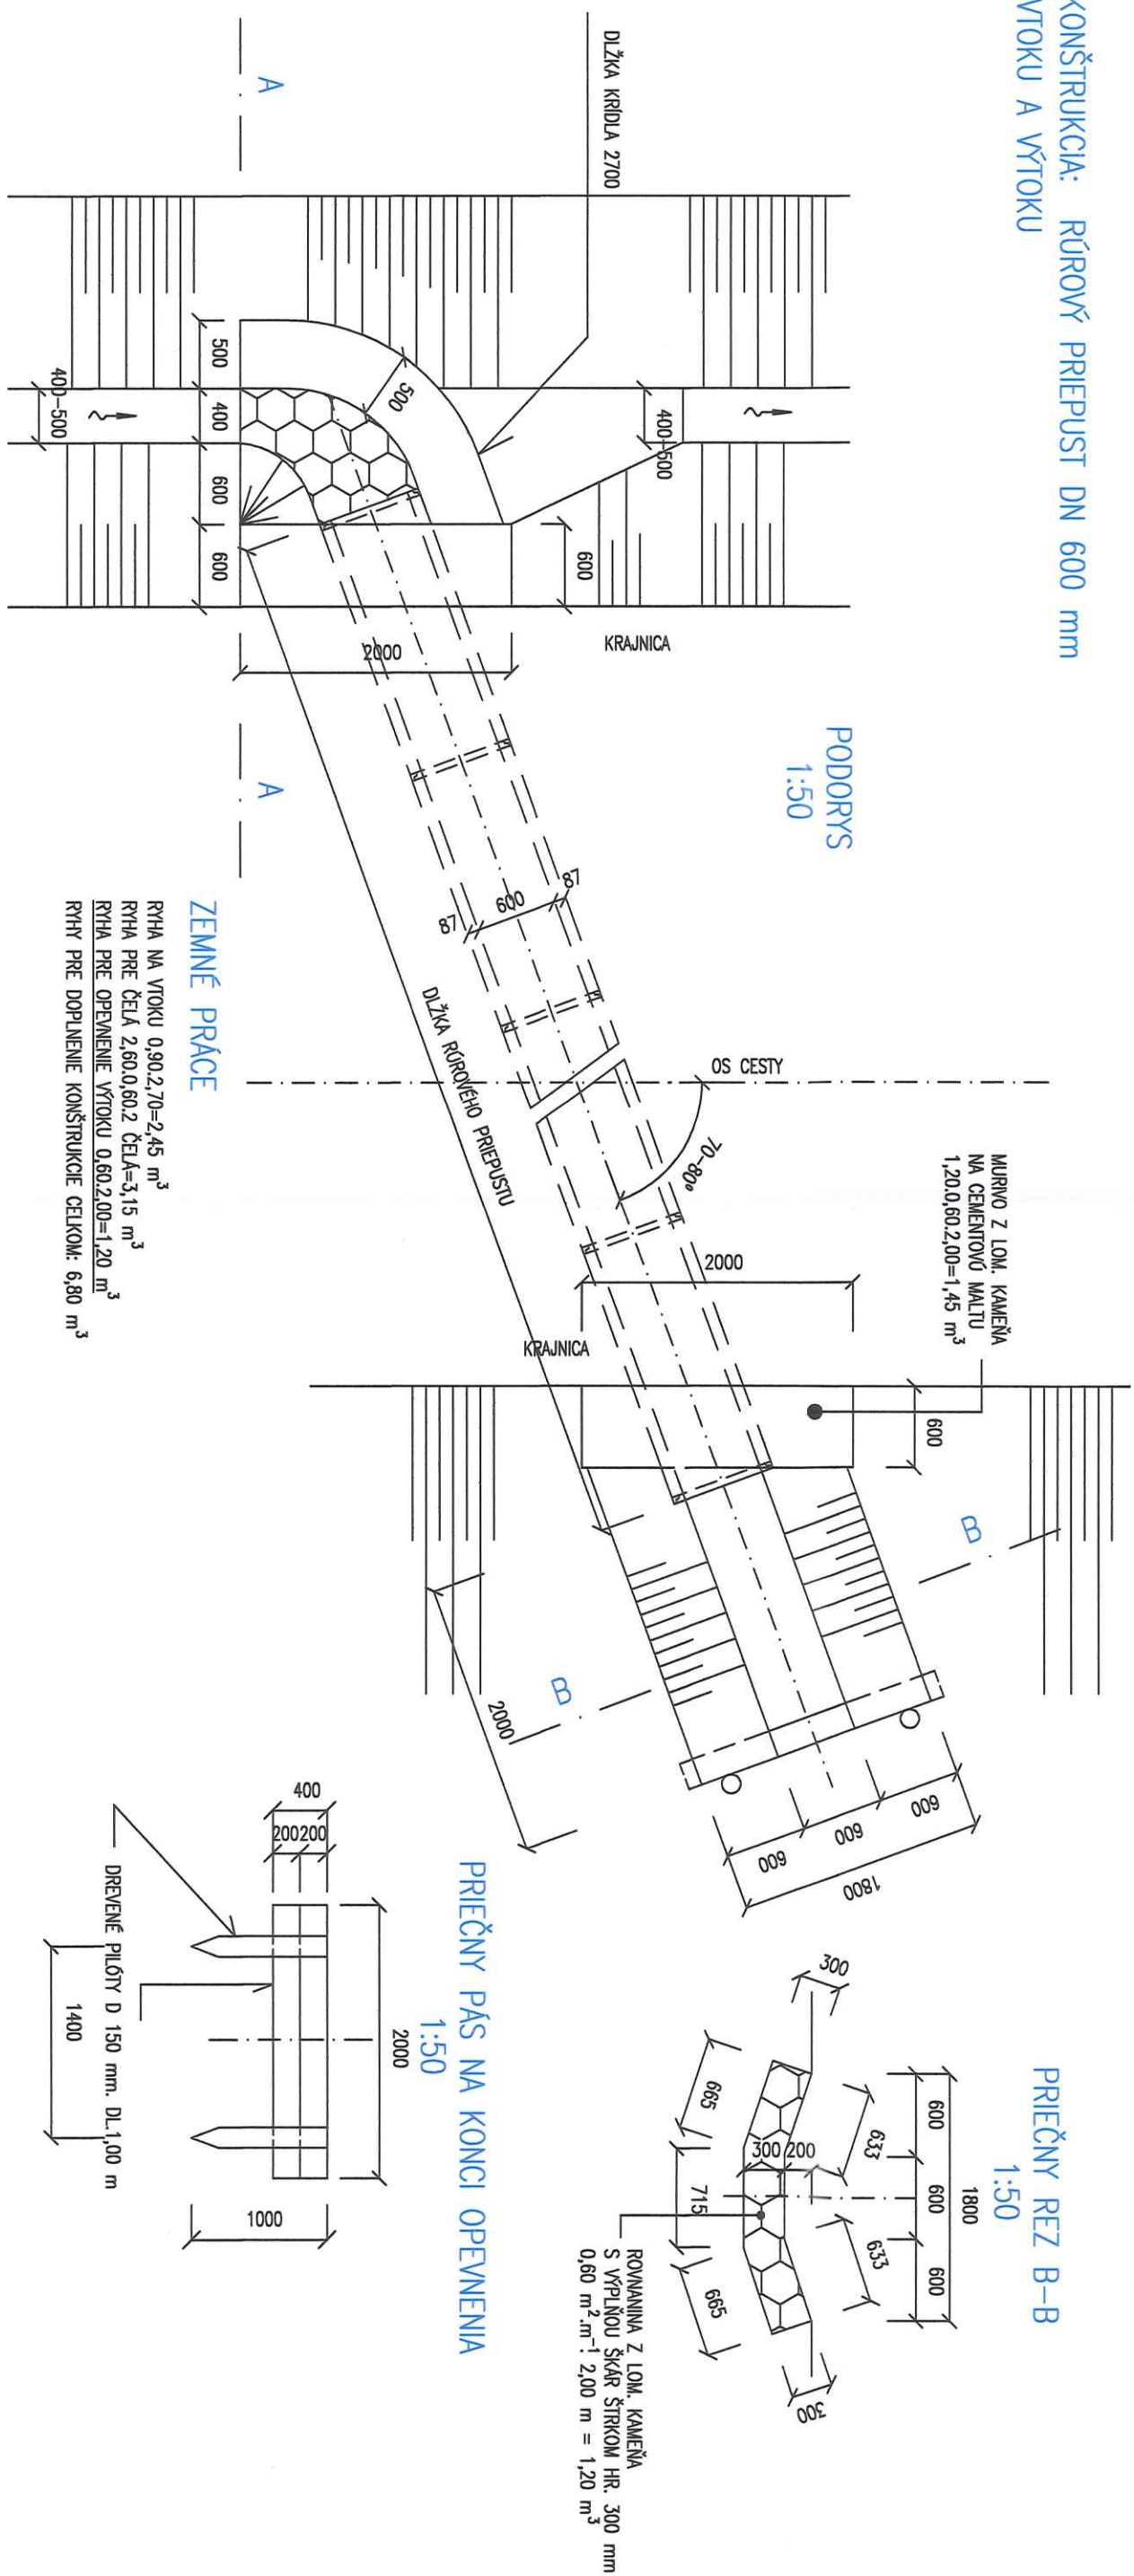 KONŠTRUKCIA: RÚROVÝ PRIEPUST DN 600 mm
VTOKU A VÝTOKU
DLŽKA KRÍDLA 2700
A
A
500
400
600
600
400-500
500
400-500
600
KRAJNICA
2000
PODORYS
1:50
87
600
87
DLŽKA RÚROVÉHO PRIEPUSTU
OS CESTY
70-80°
MURIVO Z LOM. KAMEŇA
NA CEMENTOVÚ MALTU
1,20.0,60.2,00=1,45 m³
2000
KRAJNICA
600
B
B
2000
600
600
600
1800
ZEMNÉ PRÁCE
RYHA NA VTOKU 0,90.2,70=2,45 m³
RYHA PRE ČELÁ 2,60.0,60.2 ČELÁ=3,15 m³
RYHA PRE OPEVNENIE VÝTOKU 0,60.2,00=1,20 m³
RYHY PRE DOPLNENIE KONŠTRUKCIE CELKOM: 6,80 m³
PRIEČNY REZ B-B
1:50
1800
600
600
600
633
633
300
300
300
200
665
715
665
ROVNANINA Z LOM. KAMEŇA
S VÝPLŇOU ŠKÁR ŠTRKOM HR. 300 mm
0,60 m².m⁻¹. 2,00 m = 1,20 m³
PRIEČNY PÁS NA KONCI OPEVNENIA
1:50
2000
400
200
200
1000
DREVENÉ PILÓTY D 150 mm. DL.1,00 m
1400